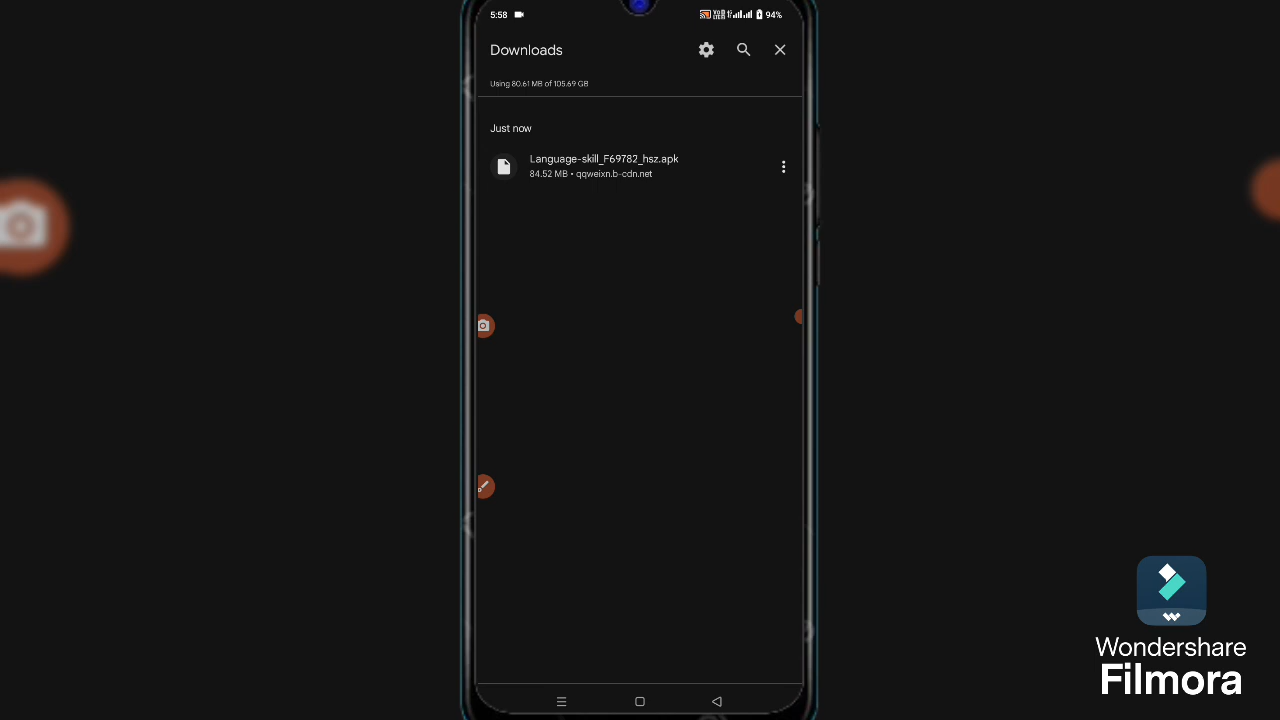 5:58
94%
Downloads
Using 80.61 MB of 105.69 GB
Just now
Language-skill_F69782_hsz.apk
84.52 MB • qqweixn.b-cdn.net
Wondershare
Filmora